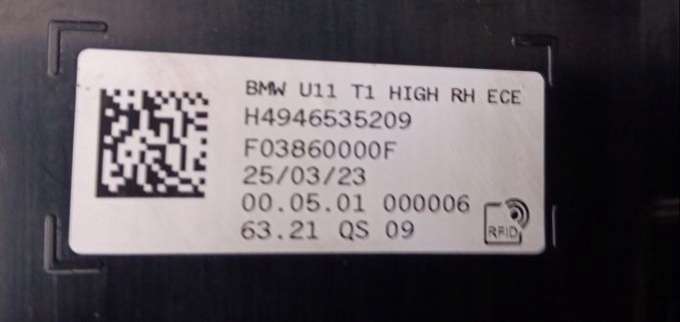 BMW U11 T1 HIGH RH ECE
H4946535209
F03860000F
25/03/23
00.05.01 000006
63.21 QS 09
RFID